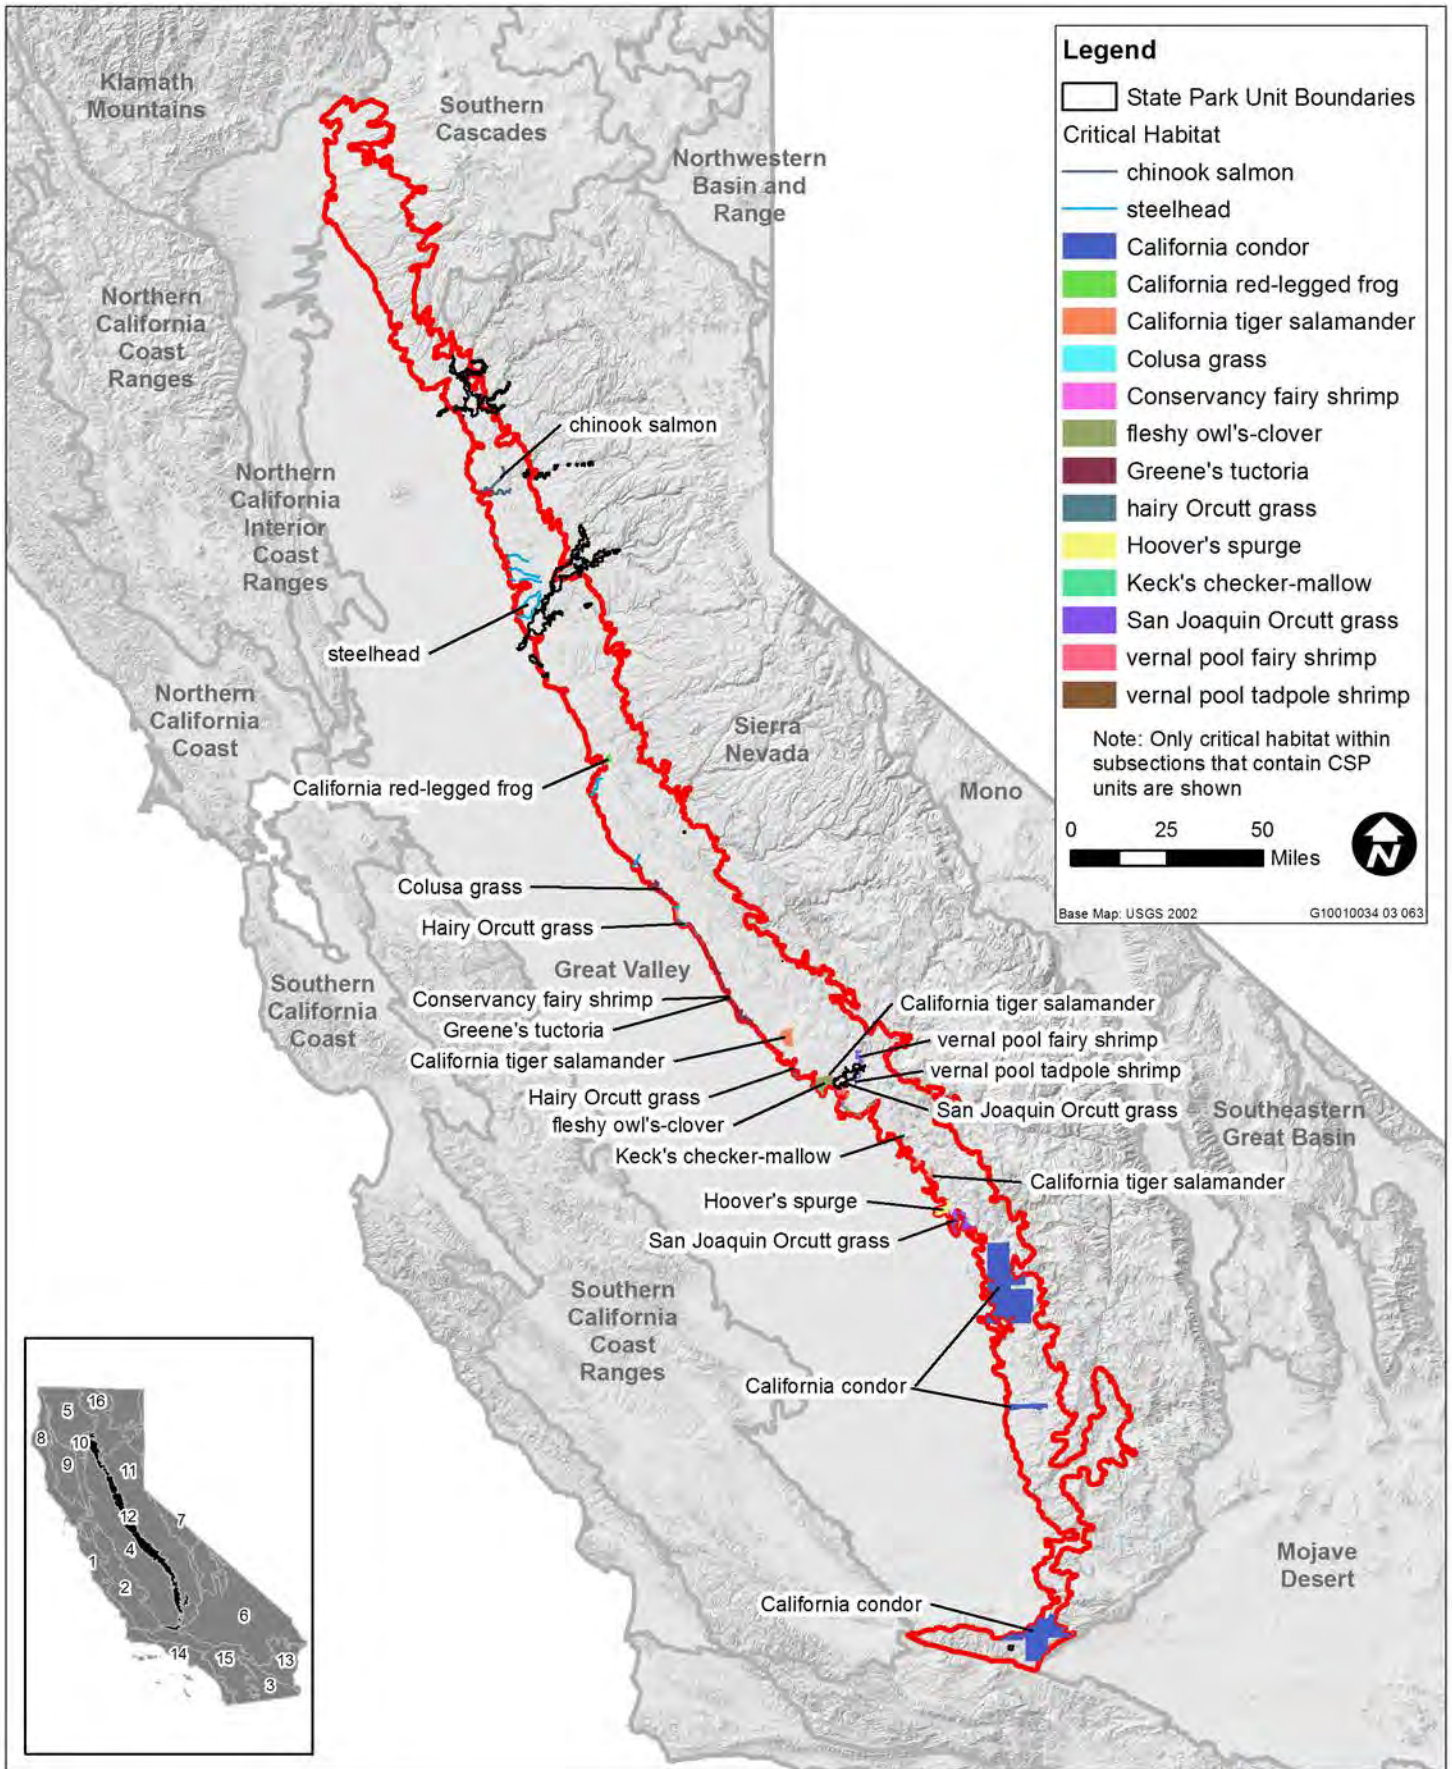 Klamath
Mountains
Southern
Cascades
Northwestern
Basin and
Range
Northern
California
Coast
Ranges
Northern
California
Interior
Coast
Ranges
chinook salmon
steelhead
Northern
California
Coast
Sierra
Nevada
Mono
California red-legged frog
Colusa grass
Hairy Orcutt grass
Great Valley
Southern
California
Coast
Conservancy fairy shrimp
Greene's tuctoria
California tiger salamander
Hairy Orcutt grass
fleshy owl's-clover
Keck's checker-mallow
California tiger salamander
vernal pool fairy shrimp
vernal pool tadpole shrimp
San Joaquin Orcutt grass
Southeastern
Great Basin
California tiger salamander
Hoover's spurge
San Joaquin Orcutt grass
Southern
California
Coast
Ranges
California condor
California condor
Mojave
Desert
Legend
State Park Unit Boundaries
Critical Habitat
chinook salmon
steelhead
California condor
California red-legged frog
California tiger salamander
Colusa grass
Conservancy fairy shrimp
fleshy owl's-clover
Greene's tuctoria
hairy Orcutt grass
Hoover's spurge
Keck's checker-mallow
San Joaquin Orcutt grass
vernal pool fairy shrimp
vernal pool tadpole shrimp
Note: Only critical habitat within
subsections that contain CSP
units are shown
0 25 50
Miles
N
Base Map: USGS 2002 G10010034 03 063
16
5
8
10
9
11
12
7
4
1
2
6
14
15
13
3